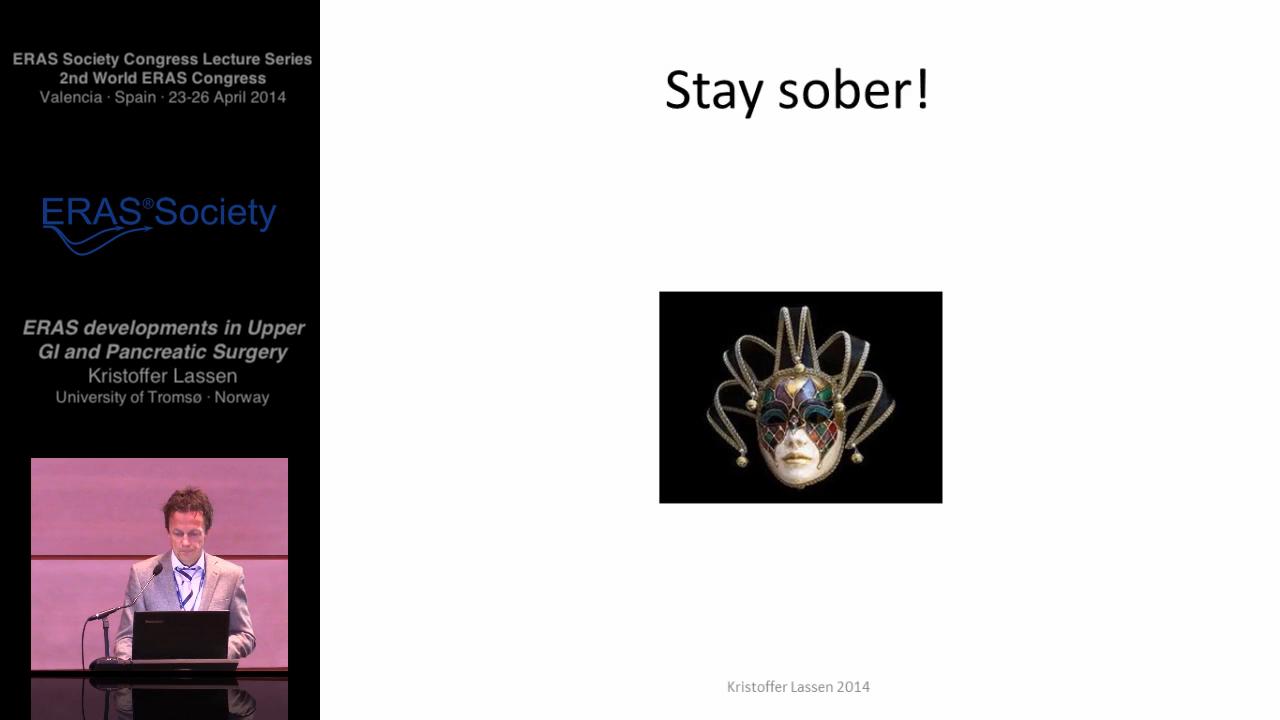 ERAS Society Congress Lecture Series
2nd World ERAS Congress
Valencia · Spain · 23-26 April 2014
ERAS®Society
ERAS developments in Upper
GI and Pancreatic Surgery
Kristoffer Lassen
University of Tromsø · Norway
Stay sober!
Kristoffer Lassen 2014